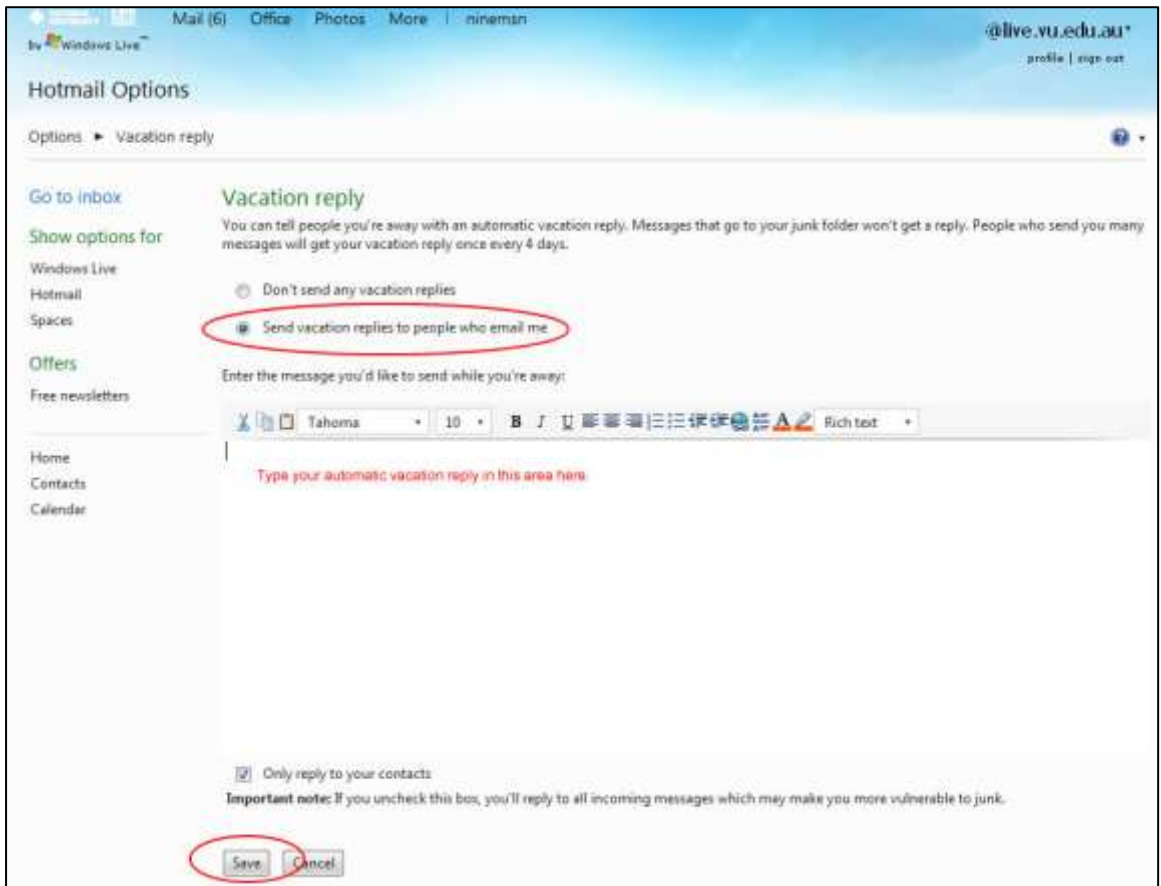 Mail (6) Office Photos More | ninemsn
by Windows Live™
@live.vu.edu.au
profile | sign out
Hotmail Options
Options ► Vacation reply
Go to inbox
Show options for
Windows Live
Hotmail
Spaces
Offers
Free newsletters
Home
Contacts
Calendar
Vacation reply
You can tell people you're away with an automatic vacation reply. Messages that go to your junk folder won't get a reply. People who send you many
messages will get your vacation reply once every 4 days.
Don't send any vacation replies
Send vacation replies to people who email me
Enter the message you'd like to send while you're away:
Tahoma 10 B I U A Rich text
Type your automatic vacation reply in this area here.
Only reply to your contacts
Important note: If you uncheck this box, you'll reply to all incoming messages which may make you more vulnerable to junk.
Save Cancel